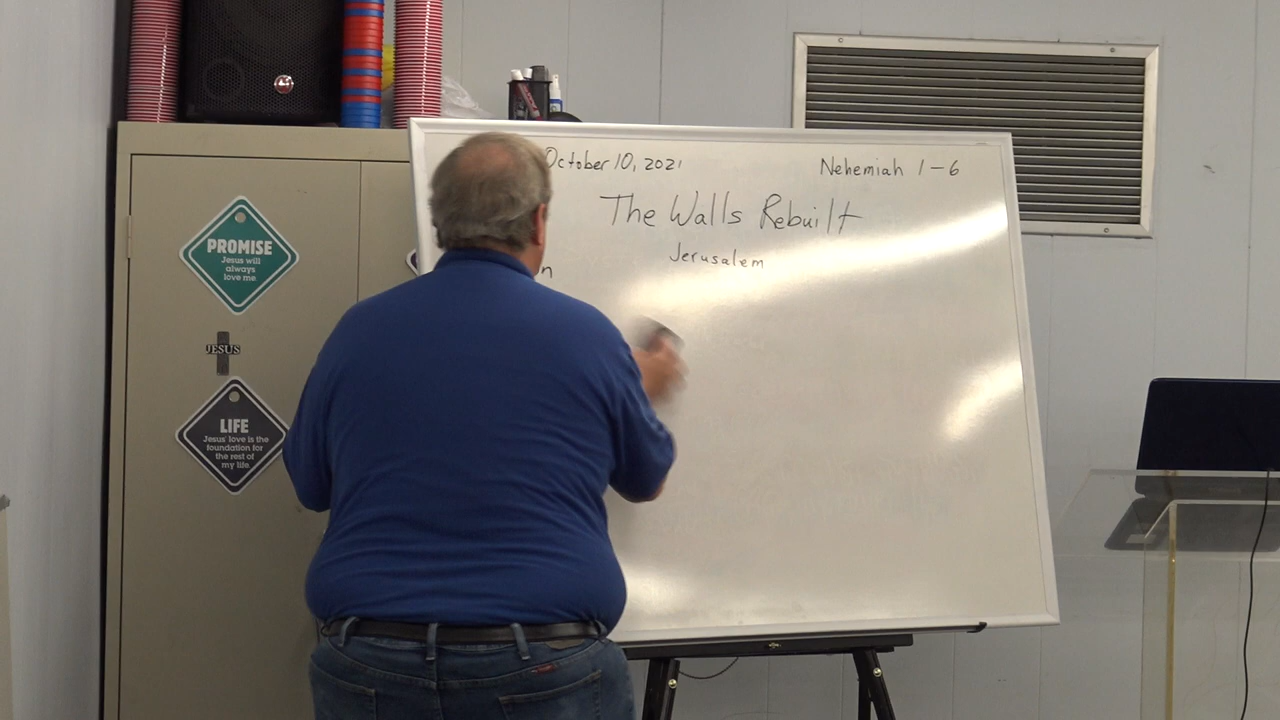 October 10, 2021
Nehemiah 1-6
The Walls Rebuilt
Jerusalem
PROMISE
Jesus will
always
love me
JESUS
LIFE
Jesus' love is the
foundation for
the rest of
my life